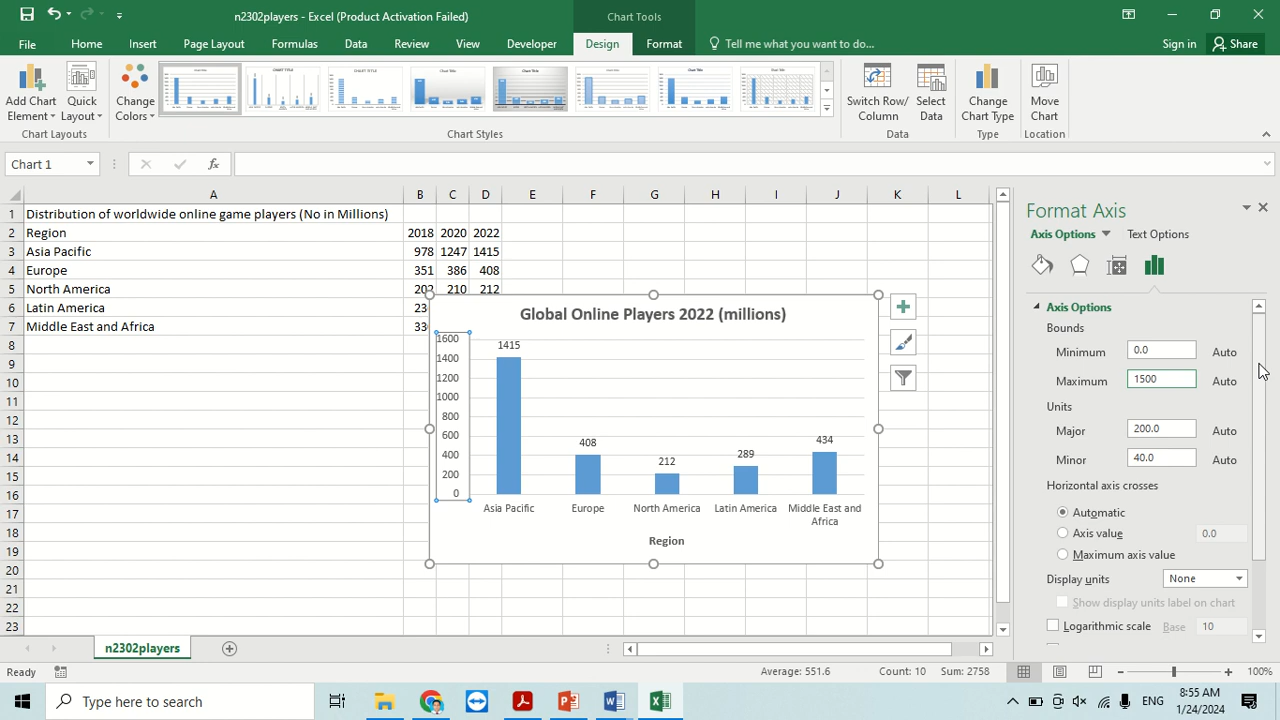 n2302players - Excel (Product Activation Failed)
Chart Tools
File Home Insert Page Layout Formulas Data Review View Developer Design Format Tell me what you want to do... Sign in Share
Add Chart Element
Quick Layout
Change Colors
Switch Row/ Column
Select Data
Change Chart Type
Move Chart
Chart Layouts Chart Styles Data Type Location
Chart 1 fx
A B C D E F G H J K L
1 Distribution of worldwide online game players (No in Millions)
2 Region 2018 2020 2022
3 Asia Pacific 978 1247 1415
4 Europe 351 386 408
5 North America 202 210 212
6 Latin America 23
7 Middle East and Africa 33
8
9
10
11
12
13
14
15
16
17
18
19
20
21
22
23
Global Online Players 2022 (millions)
1600
1400
1200
1000
800
600
400
200
0
1415
408
212
289
434
Asia Pacific
Europe
North America
Latin America
Middle East and
Africa
Region
Format Axis
Axis Options Text Options
Axis Options
Bounds
Minimum 0.0 Auto
Maximum 1500 Auto
Units
Major 200.0 Auto
Minor 40.0 Auto
Horizontal axis crosses
Automatic
Axis value 0.0
Maximum axis value
Display units None
Show display units label on chart
Logarithmic scale Base 10
n2302players
Ready Average: 551.6 Count: 10 Sum: 2758 100%
Type here to search
ENG
8:55 AM
1/24/2024